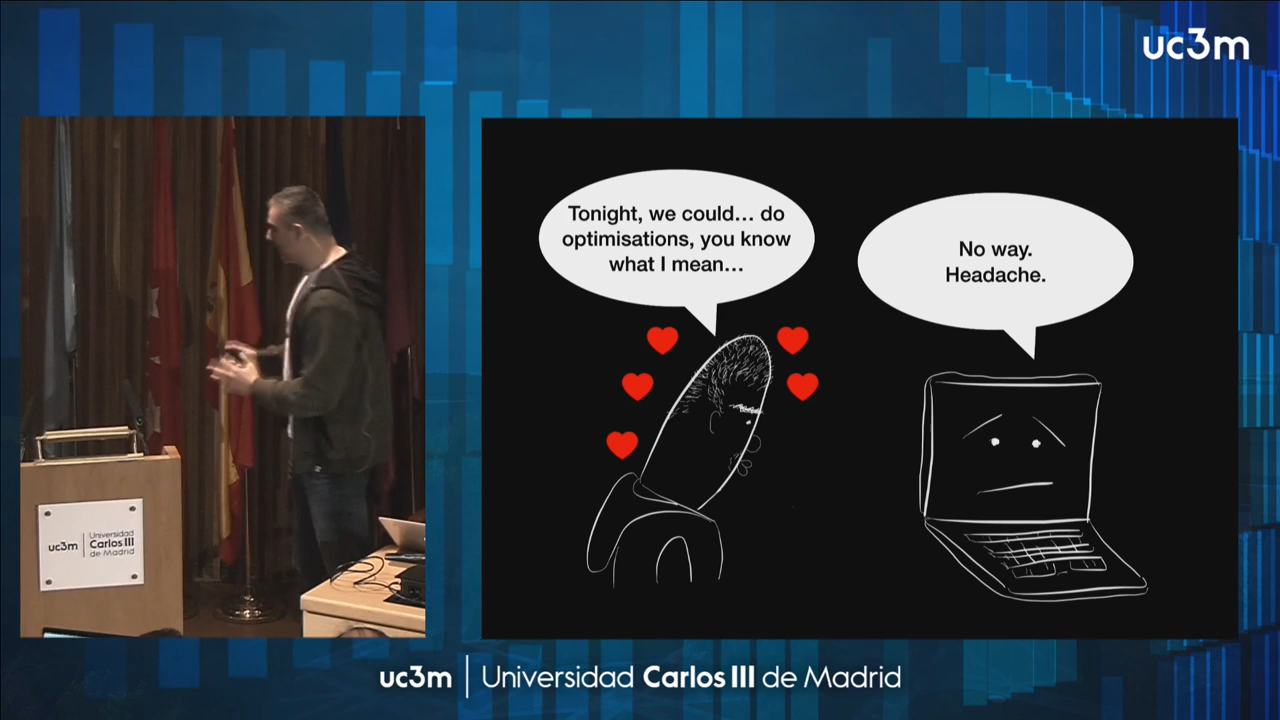 uc3m
Tonight, we could... do
optimisations, you know
what I mean...
No way.
Headache.
uc3m
Universidad
Carlos III
de Madrid
uc3m | Universidad Carlos III de Madrid